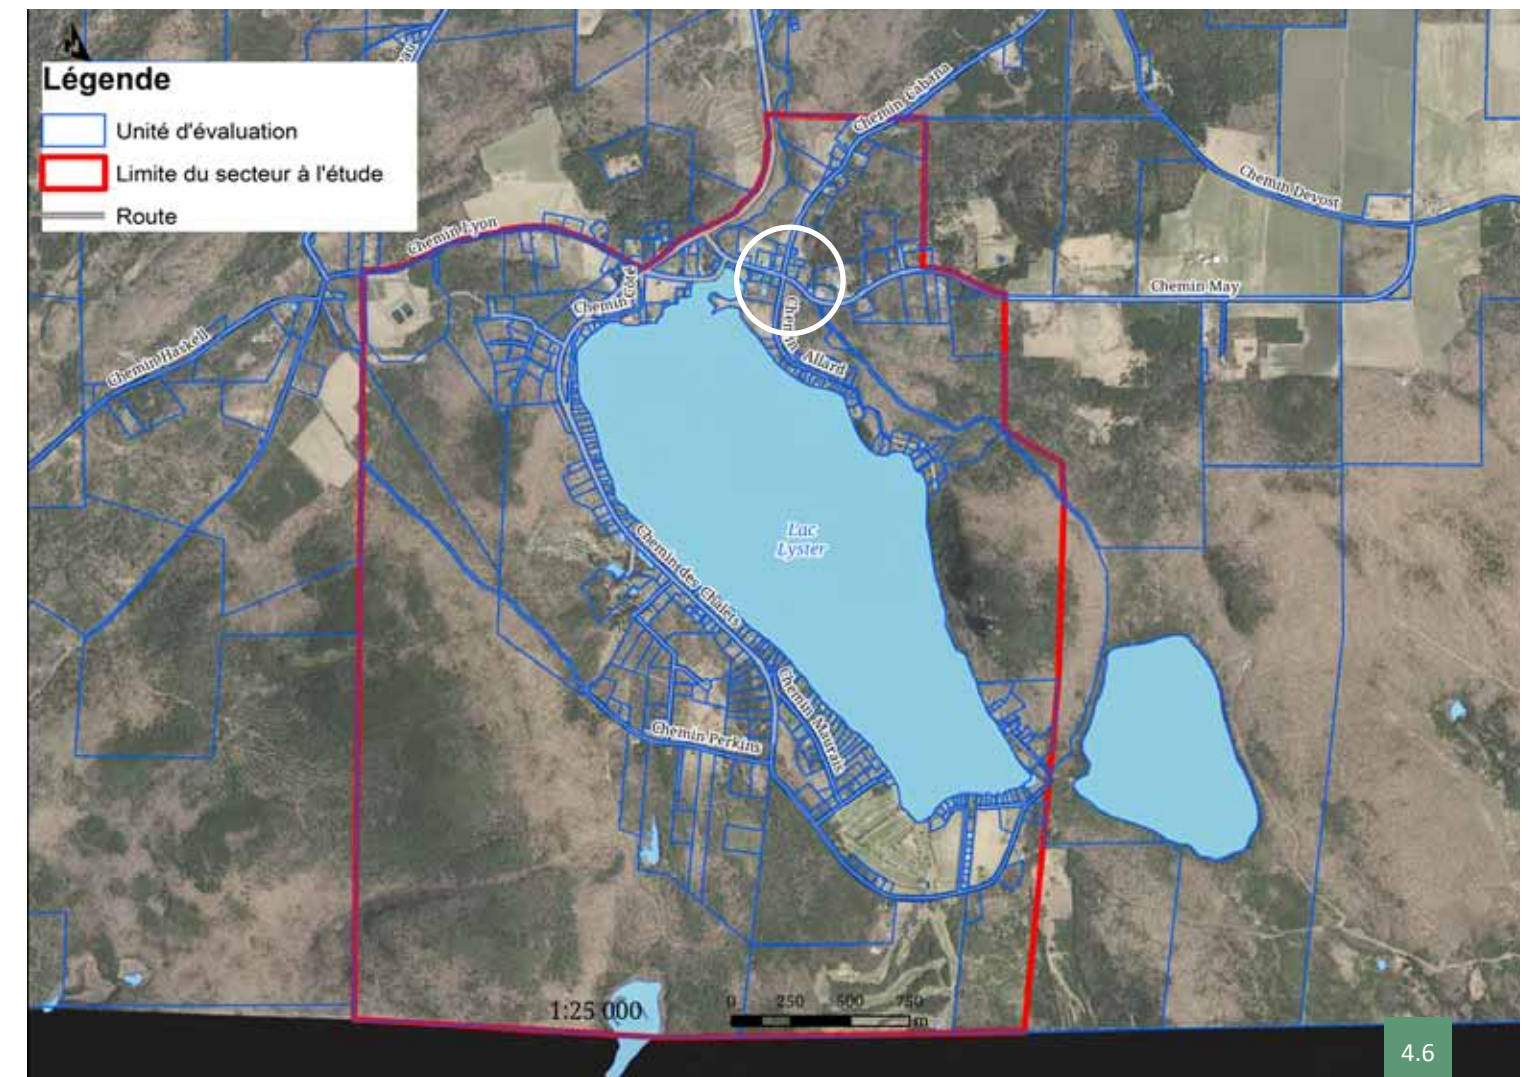 Légende
Unité d'évaluation
Limite du secteur à l'étude
Route
Chemin Cabana
Chemin Devost
Chemin Lyon
Chemin Côté
Chemin May
Chemin Haskell
Chemin Allard
Lac
Lyster
Chemin des Chalets
Chemin Maurais
Chemin Perkins
1:25 000
0 250 500 750
m
4.6